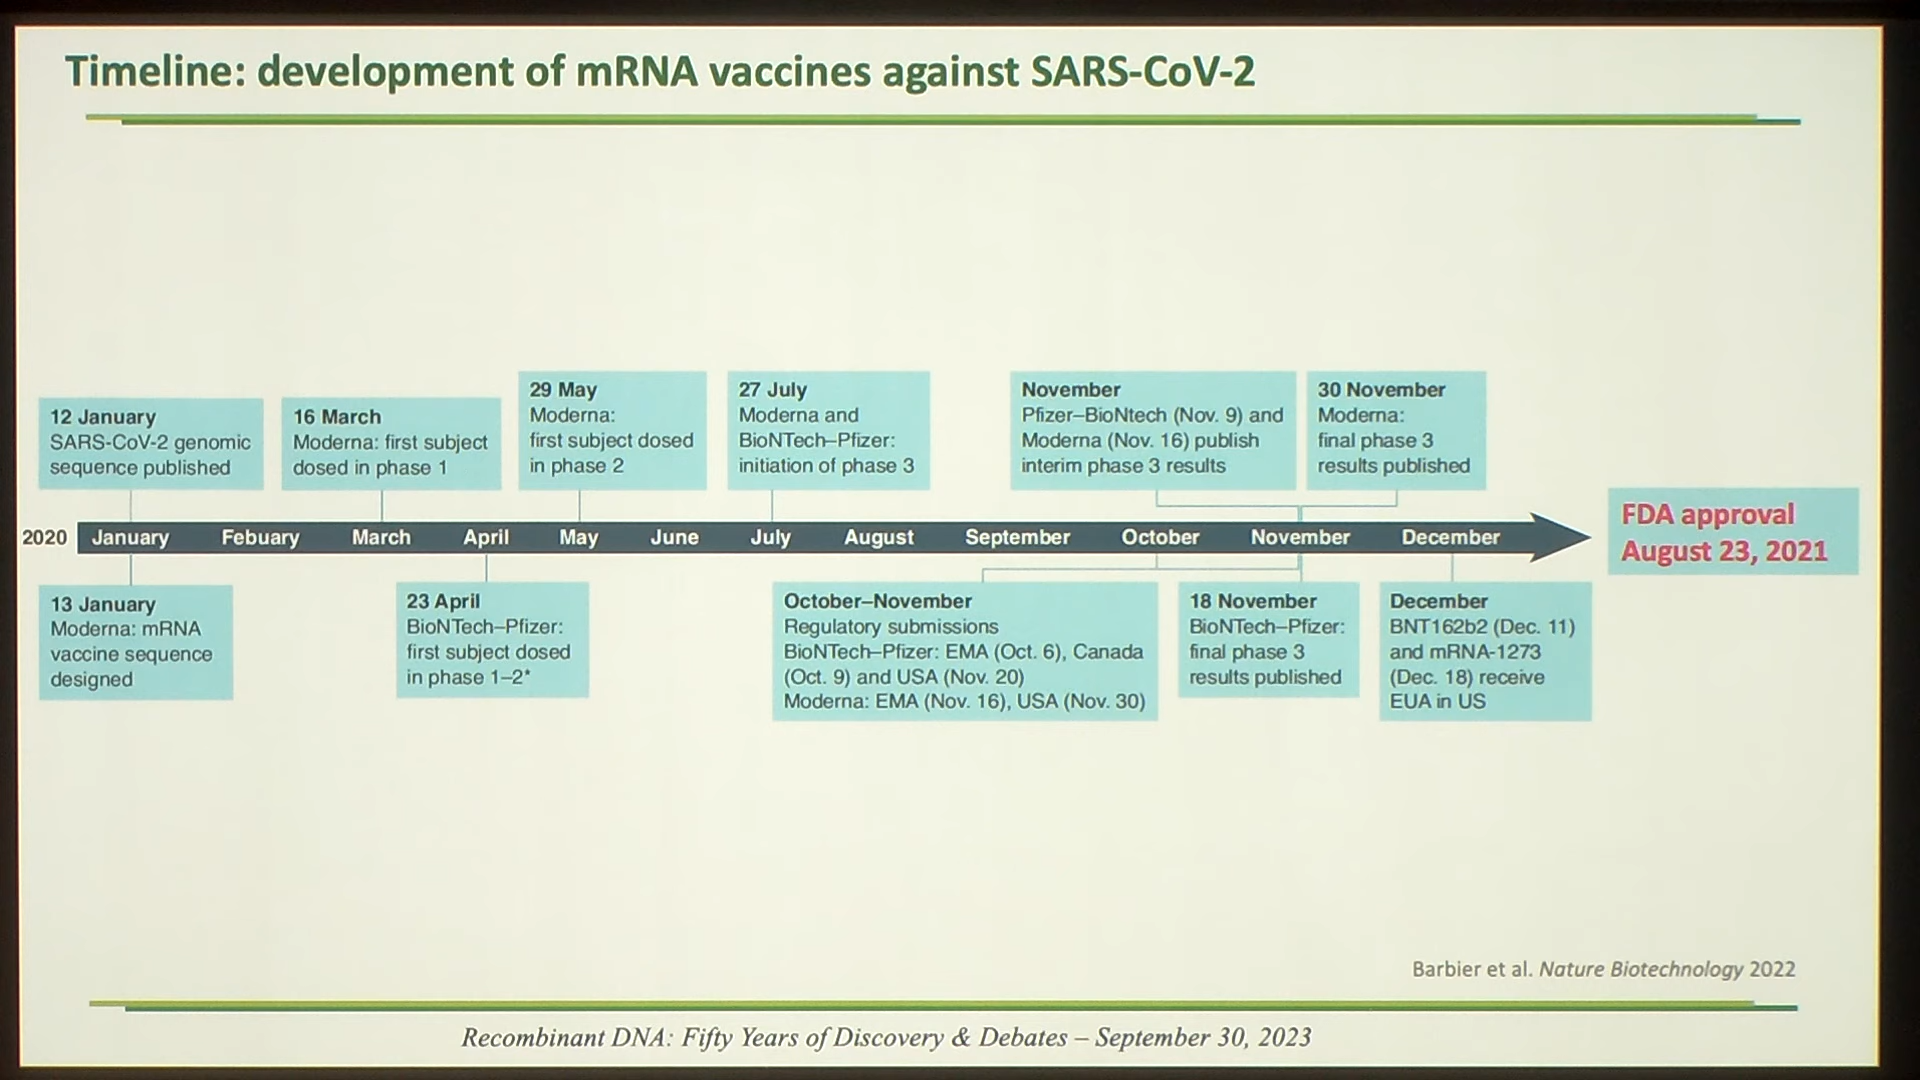 Timeline: development of mRNA vaccines against SARS-CoV-2
12 January
SARS-CoV-2 genomic
sequence published
16 March
Moderna: first subject
dosed in phase 1
29 May
Moderna:
first subject dosed
in phase 2
27 July
Moderna and
BioNTech–Pfizer:
initiation of phase 3
November
Pfizer–BioNtech (Nov. 9) and
Moderna (Nov. 16) publish
interim phase 3 results
30 November
Moderna:
final phase 3
results published
2020 January Febuary March April May June July August September October November December
FDA approval
August 23, 2021
13 January
Moderna: mRNA
vaccine sequence
designed
23 April
BioNTech–Pfizer:
first subject dosed
in phase 1–2*
October–November
Regulatory submissions
BioNTech–Pfizer: EMA (Oct. 6), Canada
(Oct. 9) and USA (Nov. 20)
Moderna: EMA (Nov. 16), USA (Nov. 30)
18 November
BioNTech–Pfizer:
final phase 3
results published
December
BNT162b2 (Dec. 11)
and mRNA-1273
(Dec. 18) receive
EUA in US
Barbier et al. Nature Biotechnology 2022
Recombinant DNA: Fifty Years of Discovery & Debates – September 30, 2023